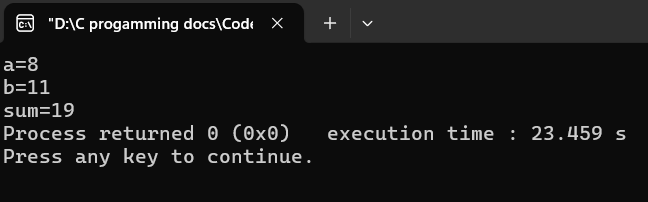 "D:\C progamming docs\Code
a=8
b=11
sum=19
Process returned 0 (0x0)   execution time : 23.459 s
Press any key to continue.